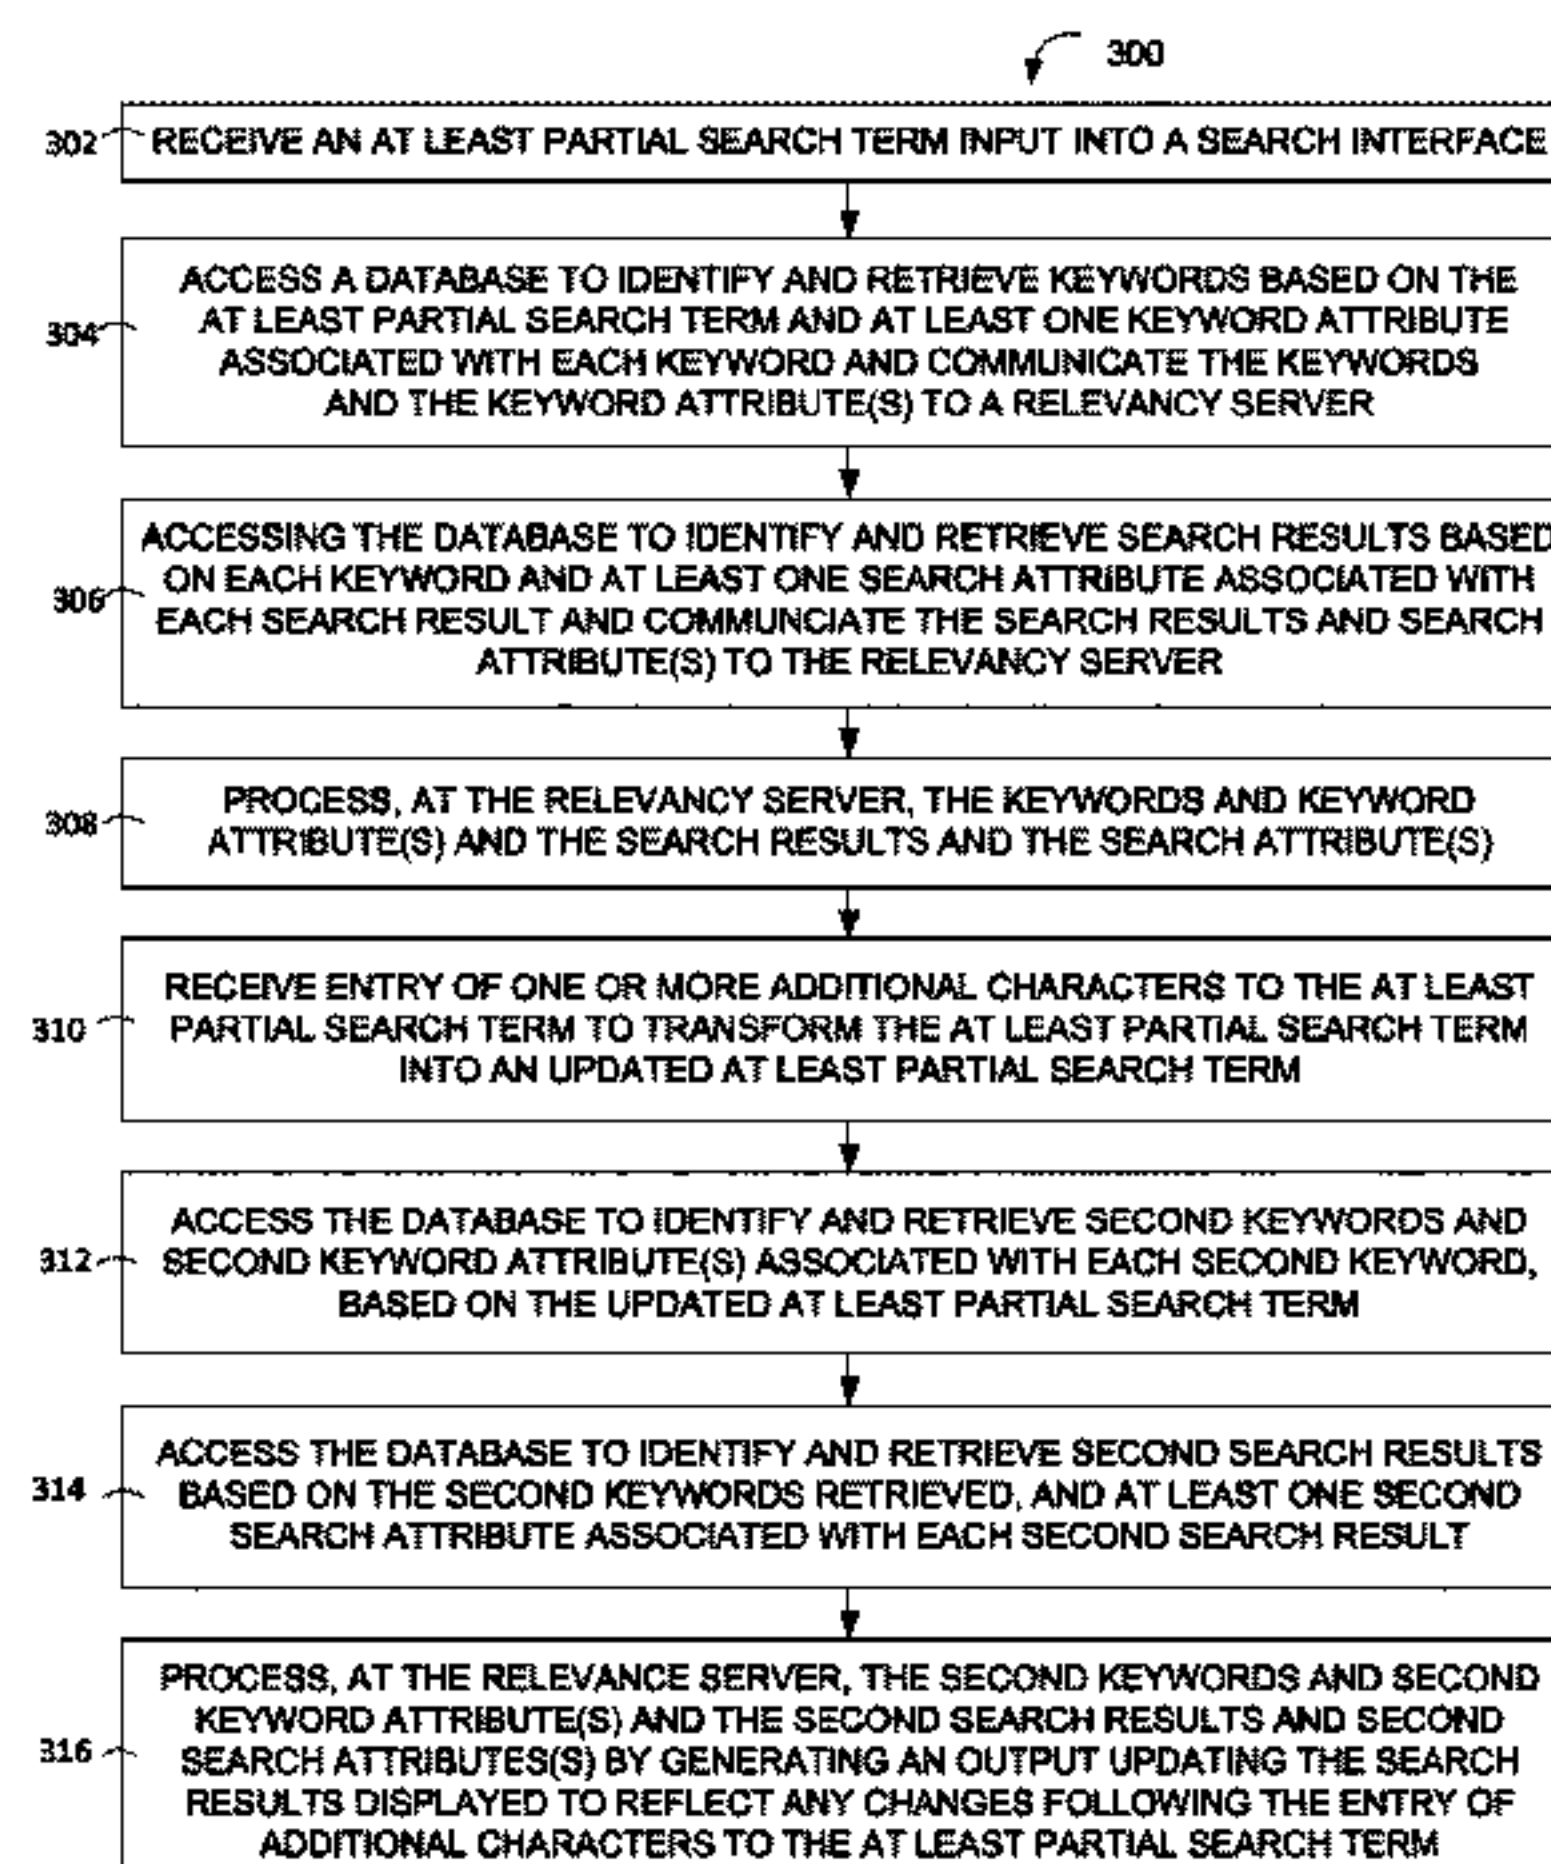 300
302 RECEIVE AN AT LEAST PARTIAL SEARCH TERM INPUT INTO A SEARCH INTERFACE
ACCESS A DATABASE TO IDENTIFY AND RETRIEVE KEYWORDS BASED ON THE
304 AT LEAST PARTIAL SEARCH TERM AND AT LEAST ONE KEYWORD ATTRIBUTE
ASSOCIATED WITH EACH KEYWORD AND COMMUNICATE THE KEYWORDS
AND THE KEYWORD ATTRIBUTE(S) TO A RELEVANCY SERVER
ACCESSING THE DATABASE TO IDENTIFY AND RETRIEVE SEARCH RESULTS BASED
306 ON EACH KEYWORD AND AT LEAST ONE SEARCH ATTRIBUTE ASSOCIATED WITH
EACH SEARCH RESULT AND COMMUNCIATE THE SEARCH RESULTS AND SEARCH
ATTRIBUTE(S) TO THE RELEVANCY SERVER
308 PROCESS, AT THE RELEVANCY SERVER, THE KEYWORDS AND KEYWORD
ATTRIBUTE(S) AND THE SEARCH RESULTS AND THE SEARCH ATTRIBUTE(S)
RECEIVE ENTRY OF ONE OR MORE ADDITIONAL CHARACTERS TO THE AT LEAST
310 PARTIAL SEARCH TERM TO TRANSFORM THE AT LEAST PARTIAL SEARCH TERM
INTO AN UPDATED AT LEAST PARTIAL SEARCH TERM
ACCESS THE DATABASE TO IDENTIFY AND RETRIEVE SECOND KEYWORDS AND
312 SECOND KEYWORD ATTRIBUTE(S) ASSOCIATED WITH EACH SECOND KEYWORD,
BASED ON THE UPDATED AT LEAST PARTIAL SEARCH TERM
ACCESS THE DATABASE TO IDENTIFY AND RETRIEVE SECOND SEARCH RESULTS
314 BASED ON THE SECOND KEYWORDS RETRIEVED, AND AT LEAST ONE SECOND
SEARCH ATTRIBUTE ASSOCIATED WITH EACH SECOND SEARCH RESULT
PROCESS, AT THE RELEVANCE SERVER, THE SECOND KEYWORDS AND SECOND
KEYWORD ATTRIBUTE(S) AND THE SECOND SEARCH RESULTS AND SECOND
316 SEARCH ATTRIBUTES(S) BY GENERATING AN OUTPUT UPDATING THE SEARCH
RESULTS DISPLAYED TO REFLECT ANY CHANGES FOLLOWING THE ENTRY OF
ADDITIONAL CHARACTERS TO THE AT LEAST PARTIAL SEARCH TERM